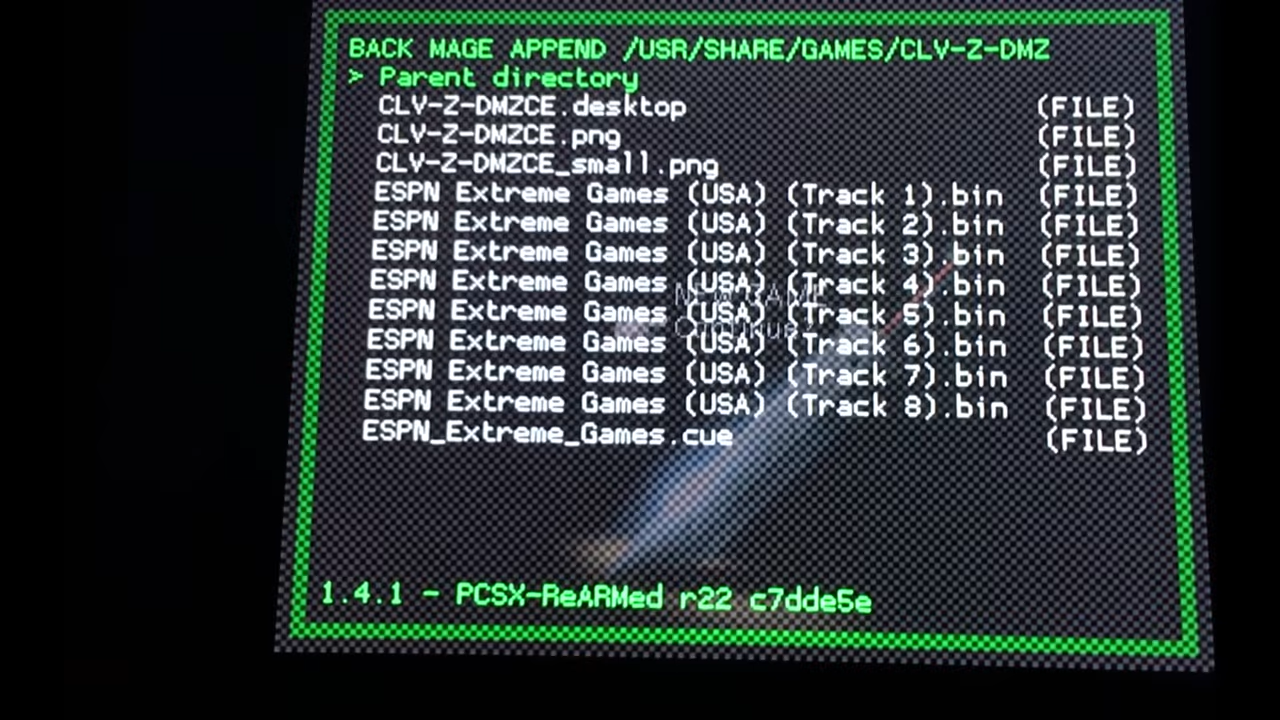 BACK MAGE APPEND /USR/SHARE/GAMES/CLV-Z-DMZ
> Parent directory
CLV-Z-DMZCE.desktop (FILE)
CLV-Z-DMZCE.png (FILE)
CLV-Z-DMZCE_small.png (FILE)
ESPN Extreme Games (USA) (Track 1).bin (FILE)
ESPN Extreme Games (USA) (Track 2).bin (FILE)
ESPN Extreme Games (USA) (Track 3).bin (FILE)
ESPN Extreme Games (USA) (Track 4).bin (FILE)
NEW GAME
ESPN Extreme Games (USA) (Track 5).bin (FILE)
Continue?
ESPN Extreme Games (USA) (Track 6).bin (FILE)
ESPN Extreme Games (USA) (Track 7).bin (FILE)
ESPN Extreme Games (USA) (Track 8).bin (FILE)
ESPN_Extreme_Games.cue (FILE)
1.4.1 - PCSX-ReARMed r22 c7dde5e